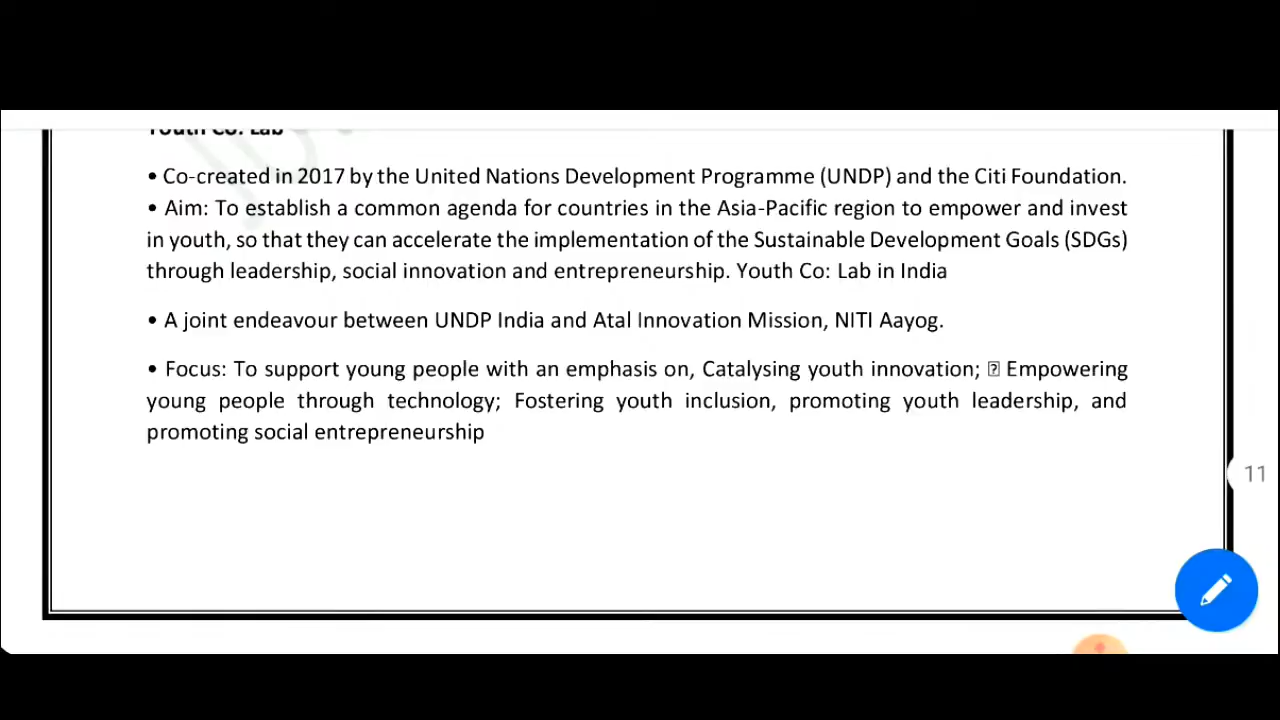 Youth Co. Lab
• Co-created in 2017 by the United Nations Development Programme (UNDP) and the Citi Foundation.
• Aim: To establish a common agenda for countries in the Asia-Pacific region to empower and invest
in youth, so that they can accelerate the implementation of the Sustainable Development Goals (SDGs)
through leadership, social innovation and entrepreneurship. Youth Co: Lab in India
• A joint endeavour between UNDP India and Atal Innovation Mission, NITI Aayog.
• Focus: To support young people with an emphasis on, Catalysing youth innovation; ⍰ Empowering
young people through technology; Fostering youth inclusion, promoting youth leadership, and
promoting social entrepreneurship
11